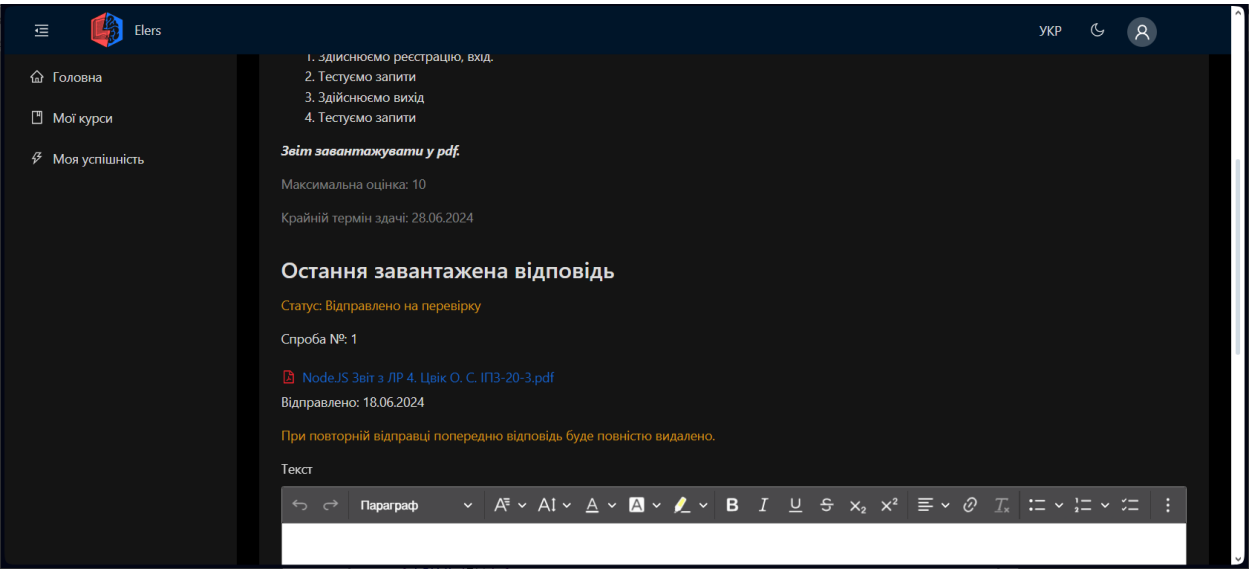 Elers
УКР
Головна
Мої курси
Моя успішність
1. Здійснюємо реєстрацію, вхід.
2. Тестуємо запити
3. Здійснюємо вихід
4. Тестуємо запити
Звіт завантажувати у pdf.
Максимальна оцінка: 10
Крайній термін здачі: 28.06.2024
Остання завантажена відповідь
Статус: Відправлено на перевірку
Спроба №: 1
NodeJS Звіт з ЛР 4. Цвік О. С. ІПЗ-20-3.pdf
Відправлено: 18.06.2024
При повторній відправці попередню відповідь буде повністю видалено.
Текст
Параграф